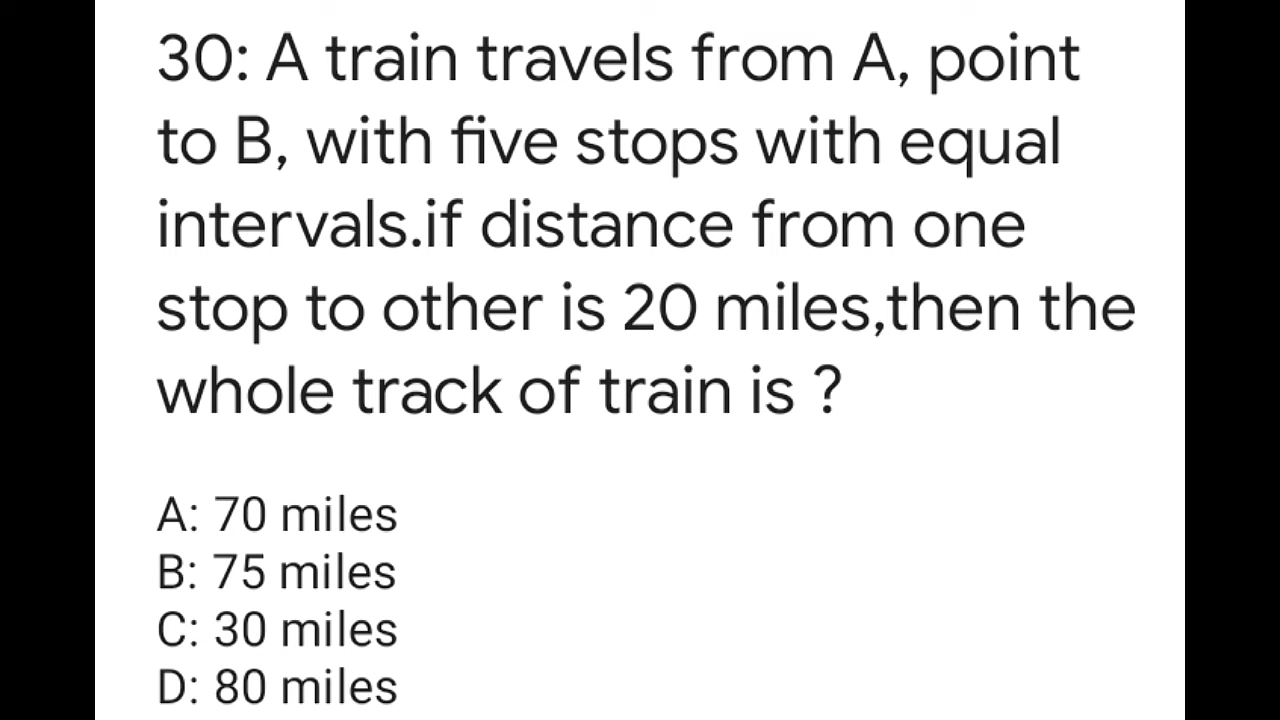 30: A train travels from A, point
to B, with five stops with equal
intervals.if distance from one
stop to other is 20 miles,then the
whole track of train is ?
A: 70 miles
B: 75 miles
C: 30 miles
D: 80 miles